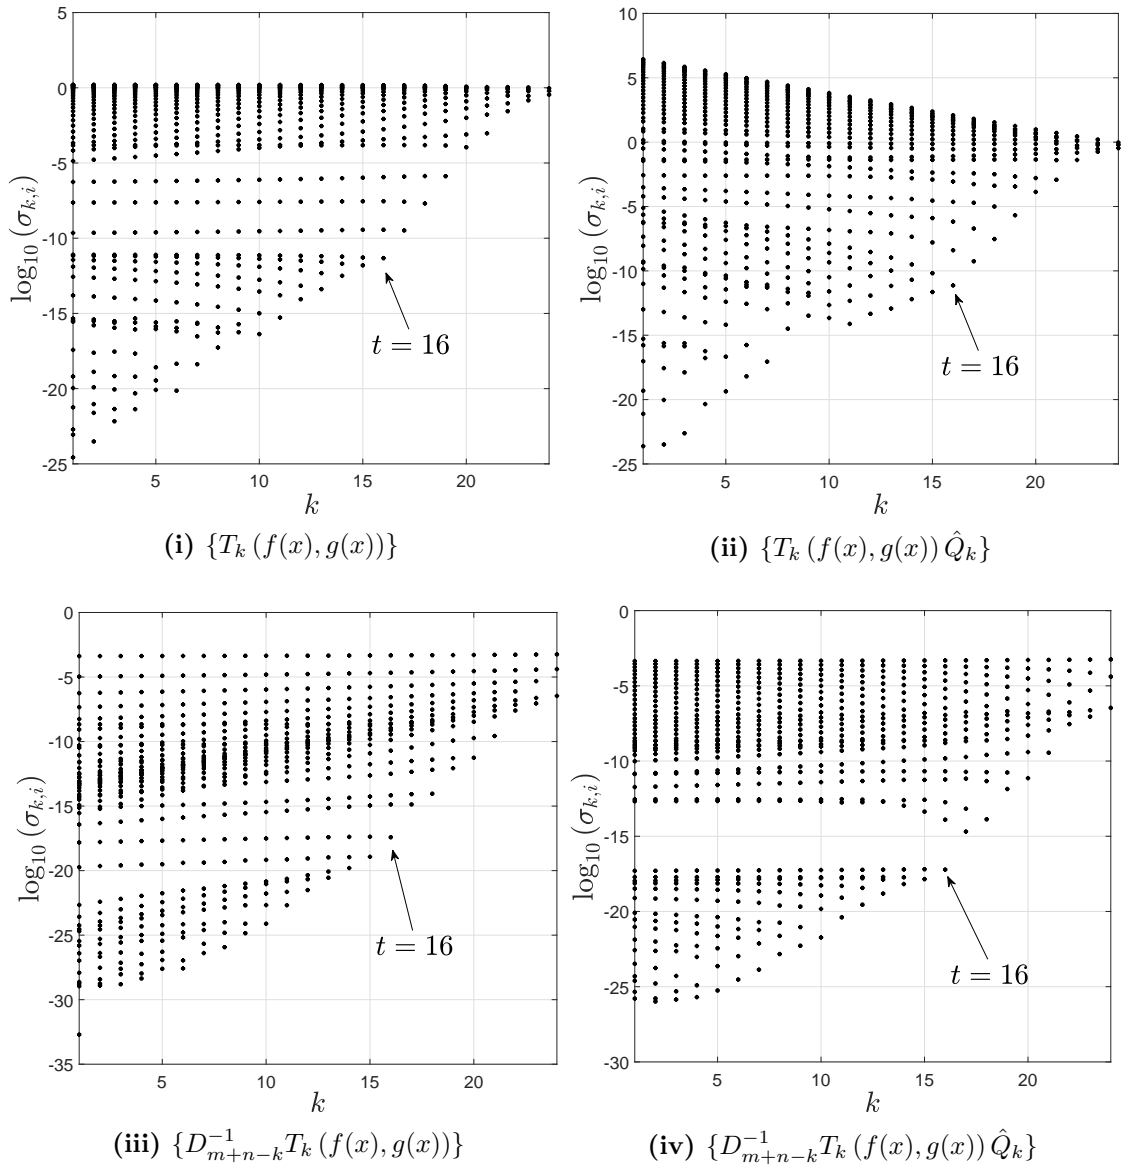 5
0
-5
-10
-15
-20
-25
log₁₀(σₖ,ᵢ)
t = 16
5 10 15 20
k
(i) {Tₖ (f(x), g(x))}
10
5
0
-5
-10
-15
-20
-25
log₁₀(σₖ,ᵢ)
t = 16
5 10 15 20
k
(ii) {Tₖ (f(x), g(x)) Q̂ₖ}
0
-5
-10
-15
-20
-25
-30
-35
log₁₀(σₖ,ᵢ)
t = 16
5 10 15 20
k
(iii) {D⁻¹ₘ₊ₙ₋ₖTₖ (f(x), g(x))}
0
-5
-10
-15
-20
-25
-30
log₁₀(σₖ,ᵢ)
t = 16
5 10 15 20
k
(iv) {D⁻¹ₘ₊ₙ₋ₖTₖ (f(x), g(x)) Q̂ₖ}